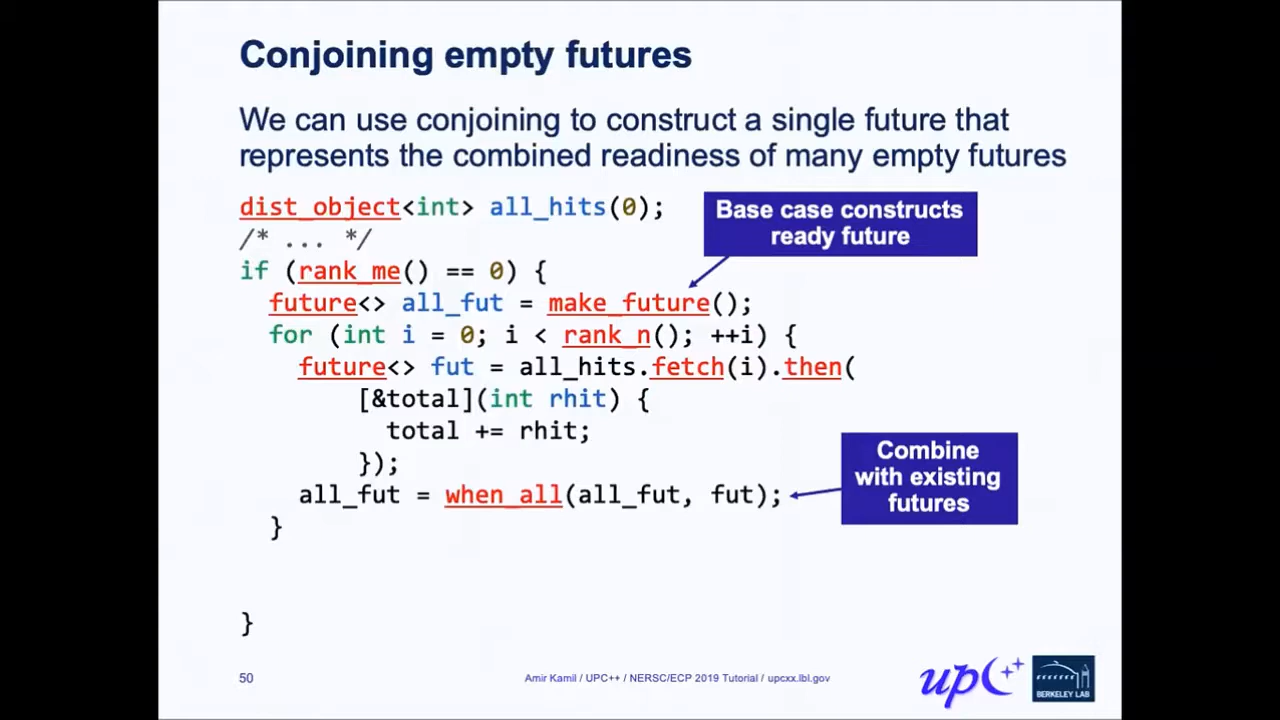 Conjoining empty futures
We can use conjoining to construct a single future that
represents the combined readiness of many empty futures
dist_object<int> all_hits(0);
/* ... */
if (rank_me() == 0) {
future<> all_fut = make_future();
for (int i = 0; i < rank_n(); ++i) {
future<> fut = all_hits.fetch(i).then(
[&total](int rhit) {
total += rhit;
});
all_fut = when_all(all_fut, fut);
}
}
Base case constructs
ready future
Combine
with existing
futures
50
Amir Kamil / UPC++ / NERSC/ECP 2019 Tutorial / upcxx.lbl.gov
upC++
BERKELEY LAB